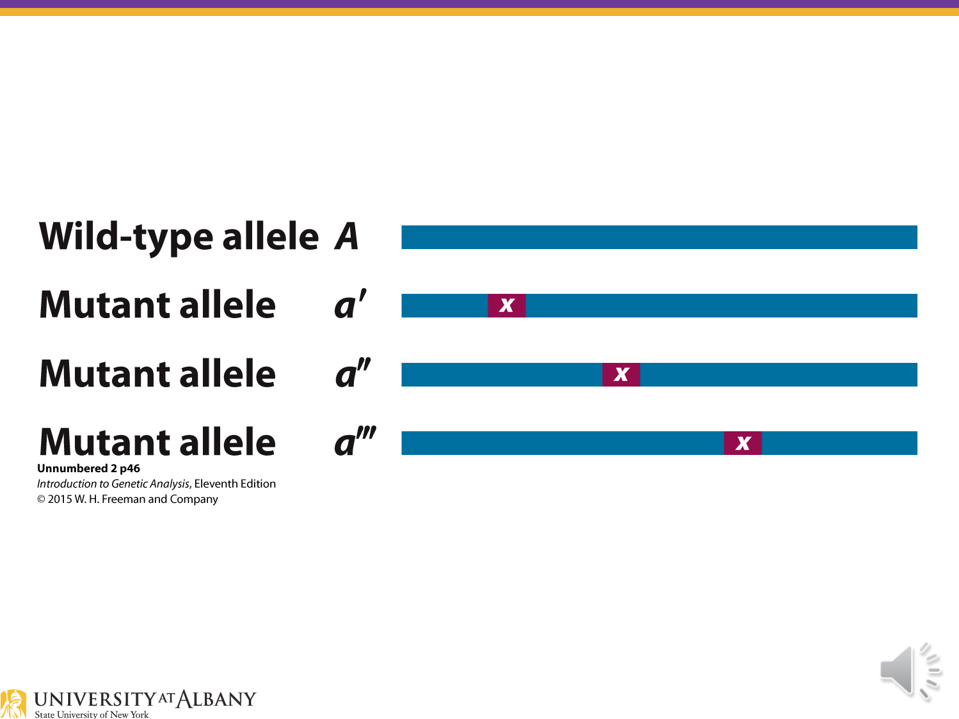 Wild-type allele A
Mutant allele a′ x
Mutant allele a″ x
Mutant allele a‴ x
Unnumbered 2 p46
Introduction to Genetic Analysis, Eleventh Edition
© 2015 W. H. Freeman and Company
UNIVERSITY AT ALBANY
State University of New York